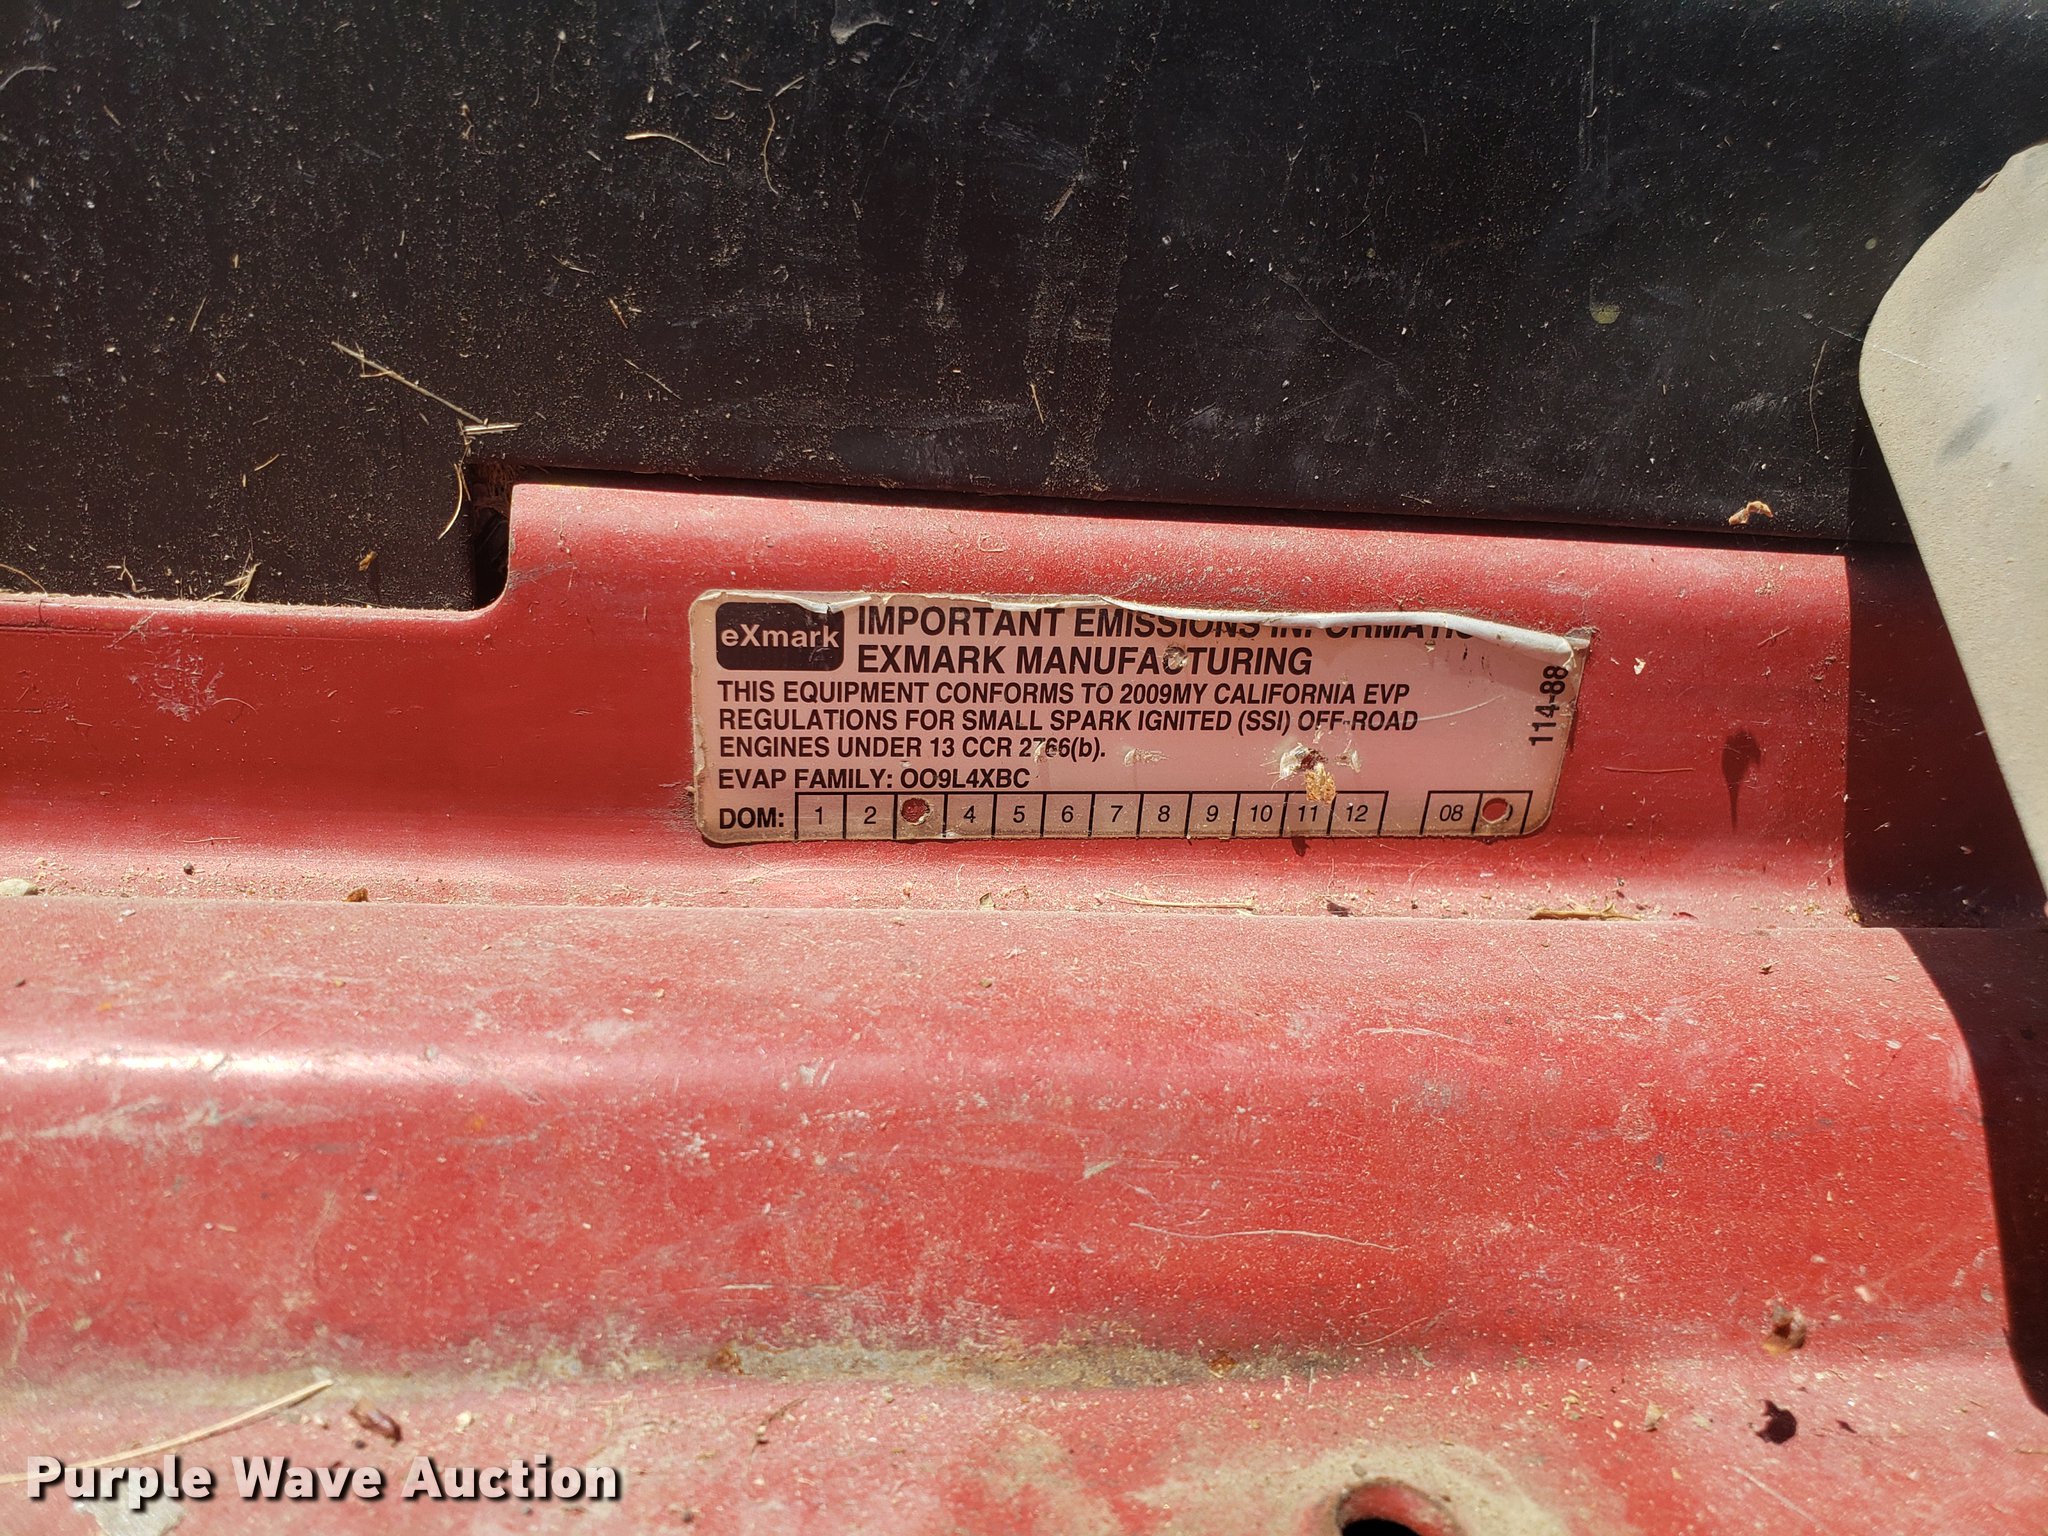 eXmark
IMPORTANT EMISSIONS
EXMARK MANUFACTURING
THIS EQUIPMENT CONFORMS TO 2009MY CALIFORNIA EVP
REGULATIONS FOR SMALL SPARK IGNITED (SSI) OFF-ROAD
ENGINES UNDER 13 CCR 2766(b).
EVAP FAMILY: OO9L4XBC
DOM: 1 2 4 5 6 7 8 9 10 11 12 08
114-88
Purple Wave Auction